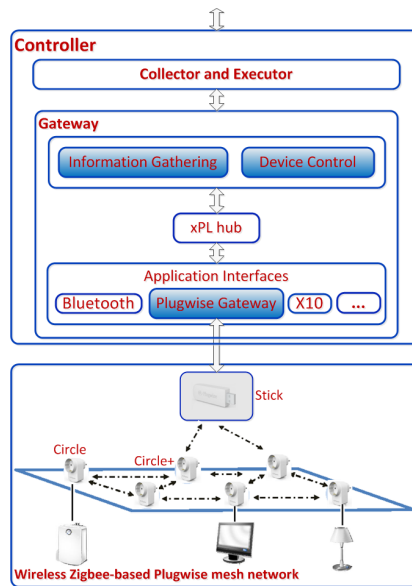 Controller
Collector and Executor
Gateway
Information Gathering
Device Control
xPL hub
Application Interfaces
Bluetooth
Plugwise Gateway
X10
...
Stick
Circle
Circle+
Wireless Zigbee-based Plugwise mesh network